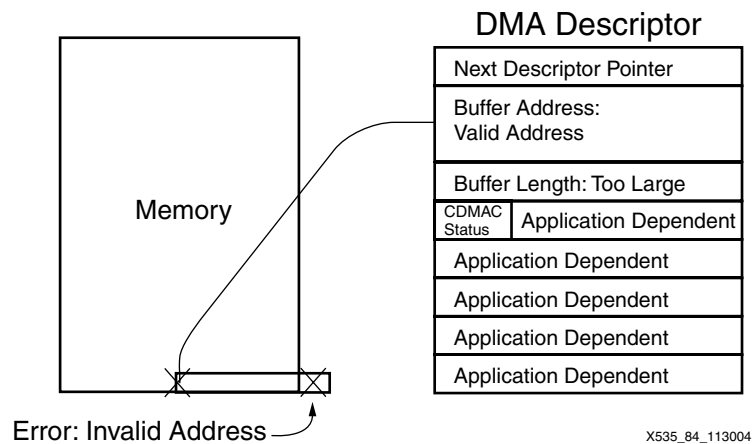 DMA Descriptor
Next Descriptor Pointer
Buffer Address:
Valid Address
Buffer Length: Too Large
CDMAC
Status
Application Dependent
Application Dependent
Application Dependent
Application Dependent
Application Dependent
Memory
Error: Invalid Address
X535_84_113004